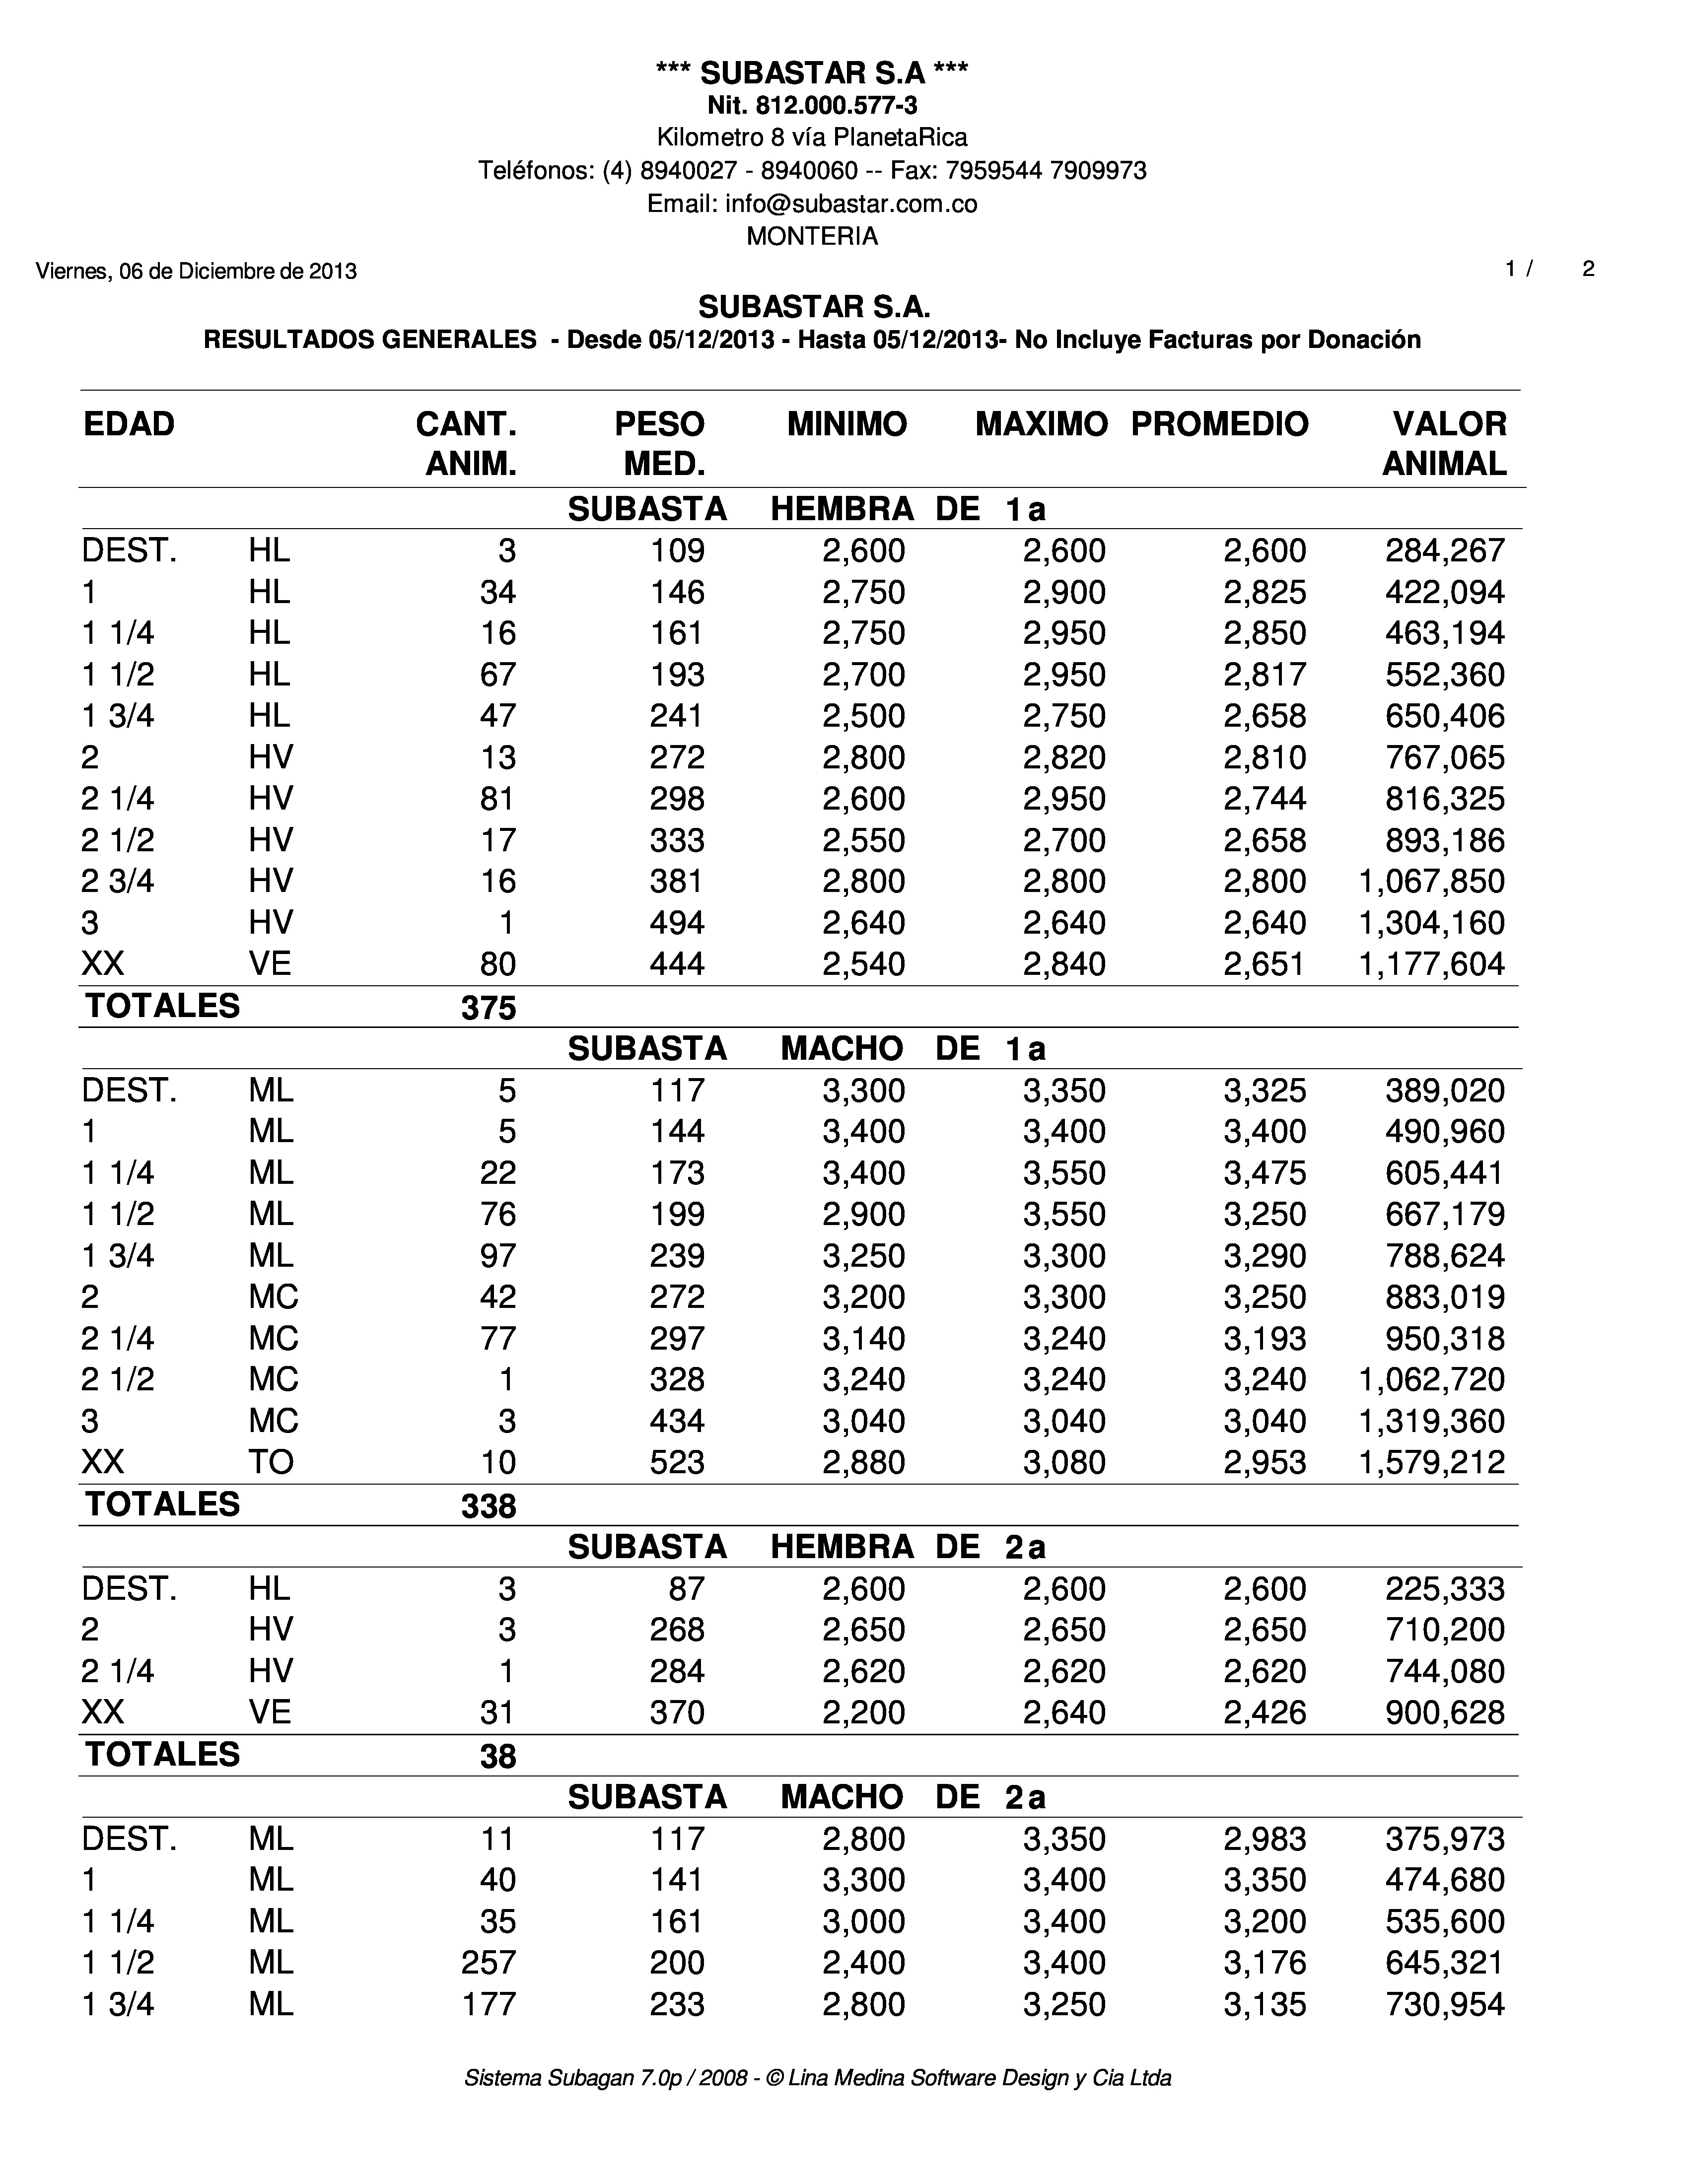 *** SUBASTAR S.A ***
Nit. 812.000.577-3
Kilometro 8 vía PlanetaRica
Teléfonos: (4) 8940027 - 8940060 -- Fax: 7959544 7909973
Email: info@subastar.com.co
MONTERIA
Viernes, 06 de Diciembre de 2013 1 / 2
SUBASTAR S.A.
RESULTADOS GENERALES - Desde 05/12/2013 - Hasta 05/12/2013- No Incluye Facturas por Donación
EDAD CANT. PESO MINIMO MAXIMO PROMEDIO VALOR
ANIM. MED. ANIMAL
SUBASTA HEMBRA DE 1a
DEST. HL 3 109 2,600 2,600 2,600 284,267
1 HL 34 146 2,750 2,900 2,825 422,094
1 1/4 HL 16 161 2,750 2,950 2,850 463,194
1 1/2 HL 67 193 2,700 2,950 2,817 552,360
1 3/4 HL 47 241 2,500 2,750 2,658 650,406
2 HV 13 272 2,800 2,820 2,810 767,065
2 1/4 HV 81 298 2,600 2,950 2,744 816,325
2 1/2 HV 17 333 2,550 2,700 2,658 893,186
2 3/4 HV 16 381 2,800 2,800 2,800 1,067,850
3 HV 1 494 2,640 2,640 2,640 1,304,160
XX VE 80 444 2,540 2,840 2,651 1,177,604
TOTALES 375
SUBASTA MACHO DE 1a
DEST. ML 5 117 3,300 3,350 3,325 389,020
1 ML 5 144 3,400 3,400 3,400 490,960
1 1/4 ML 22 173 3,400 3,550 3,475 605,441
1 1/2 ML 76 199 2,900 3,550 3,250 667,179
1 3/4 ML 97 239 3,250 3,300 3,290 788,624
2 MC 42 272 3,200 3,300 3,250 883,019
2 1/4 MC 77 297 3,140 3,240 3,193 950,318
2 1/2 MC 1 328 3,240 3,240 3,240 1,062,720
3 MC 3 434 3,040 3,040 3,040 1,319,360
XX TO 10 523 2,880 3,080 2,953 1,579,212
TOTALES 338
SUBASTA HEMBRA DE 2a
DEST. HL 3 87 2,600 2,600 2,600 225,333
2 HV 3 268 2,650 2,650 2,650 710,200
2 1/4 HV 1 284 2,620 2,620 2,620 744,080
XX VE 31 370 2,200 2,640 2,426 900,628
TOTALES 38
SUBASTA MACHO DE 2a
DEST. ML 11 117 2,800 3,350 2,983 375,973
1 ML 40 141 3,300 3,400 3,350 474,680
1 1/4 ML 35 161 3,000 3,400 3,200 535,600
1 1/2 ML 257 200 2,400 3,400 3,176 645,321
1 3/4 ML 177 233 2,800 3,250 3,135 730,954
Sistema Subagan 7.0p / 2008 - © Lina Medina Software Design y Cia Ltda